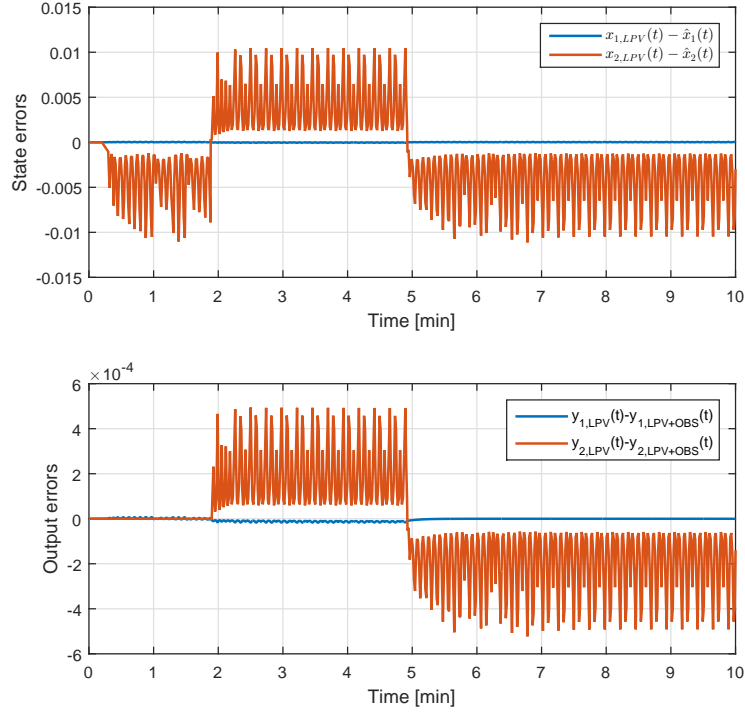 0.015
0.01
0.005
0
-0.005
-0.01
-0.015
State errors
x₁,LPV(t) − x̂₁(t)
x₂,LPV(t) − x̂₂(t)
0 1 2 3 4 5 6 7 8 9 10
Time [min]
×10⁻⁴
6
4
2
0
-2
-4
-6
Output errors
y₁,LPV(t)-y₁,LPV+OBS(t)
y₂,LPV(t)-y₂,LPV+OBS(t)
0 1 2 3 4 5 6 7 8 9 10
Time [min]